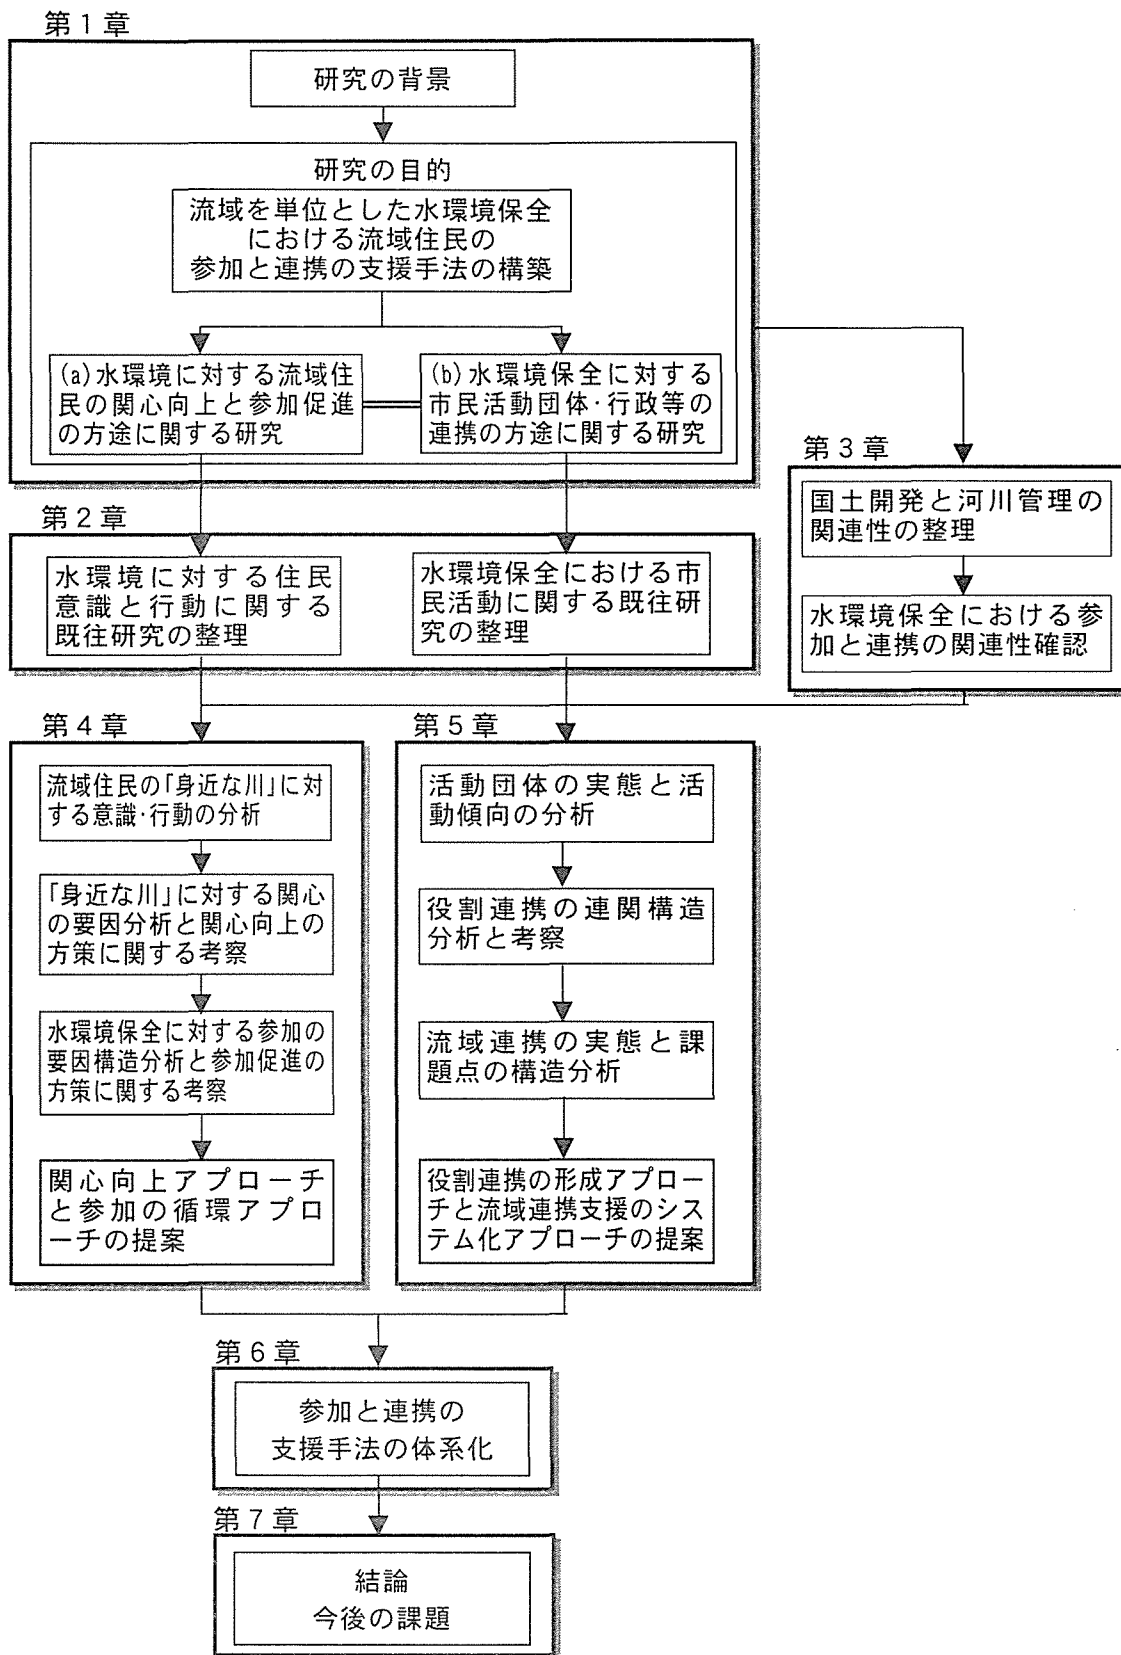 第1章
研究の背景
研究の目的
流域を単位とした水環境保全
における流域住民の
参加と連携の支援手法の構築
(a)水環境に対する流域住
民の関心向上と参加促進
の方途に関する研究
(b)水環境保全に対する
市民活動団体･行政等の
連携の方途に関する研究
第2章
水環境に対する住民
意識と行動に関する
既往研究の整理
水環境保全における市
民活動に関する既往研
究の整理
第3章
国土開発と河川管理の
関連性の整理
水環境保全における参
加と連携の関連性確認
第4章
流域住民の｢身近な川｣に対
する意識･行動の分析
｢身近な川｣に対する関心
の要因分析と関心向上の
方策に関する考察
水環境保全に対する参加の
要因構造分析と参加促進の
方策に関する考察
関心向上アプローチ
と参加の循環アプロ
ーチの提案
第5章
活動団体の実態と活
動傾向の分析
役割連携の連関構造
分析と考察
流域連携の実態と課
題点の構造分析
役割連携の形成アプロー
チと流域連携支援のシス
テム化アプローチの提案
第6章
参加と連携の
支援手法の体系化
第7章
結論
今後の課題